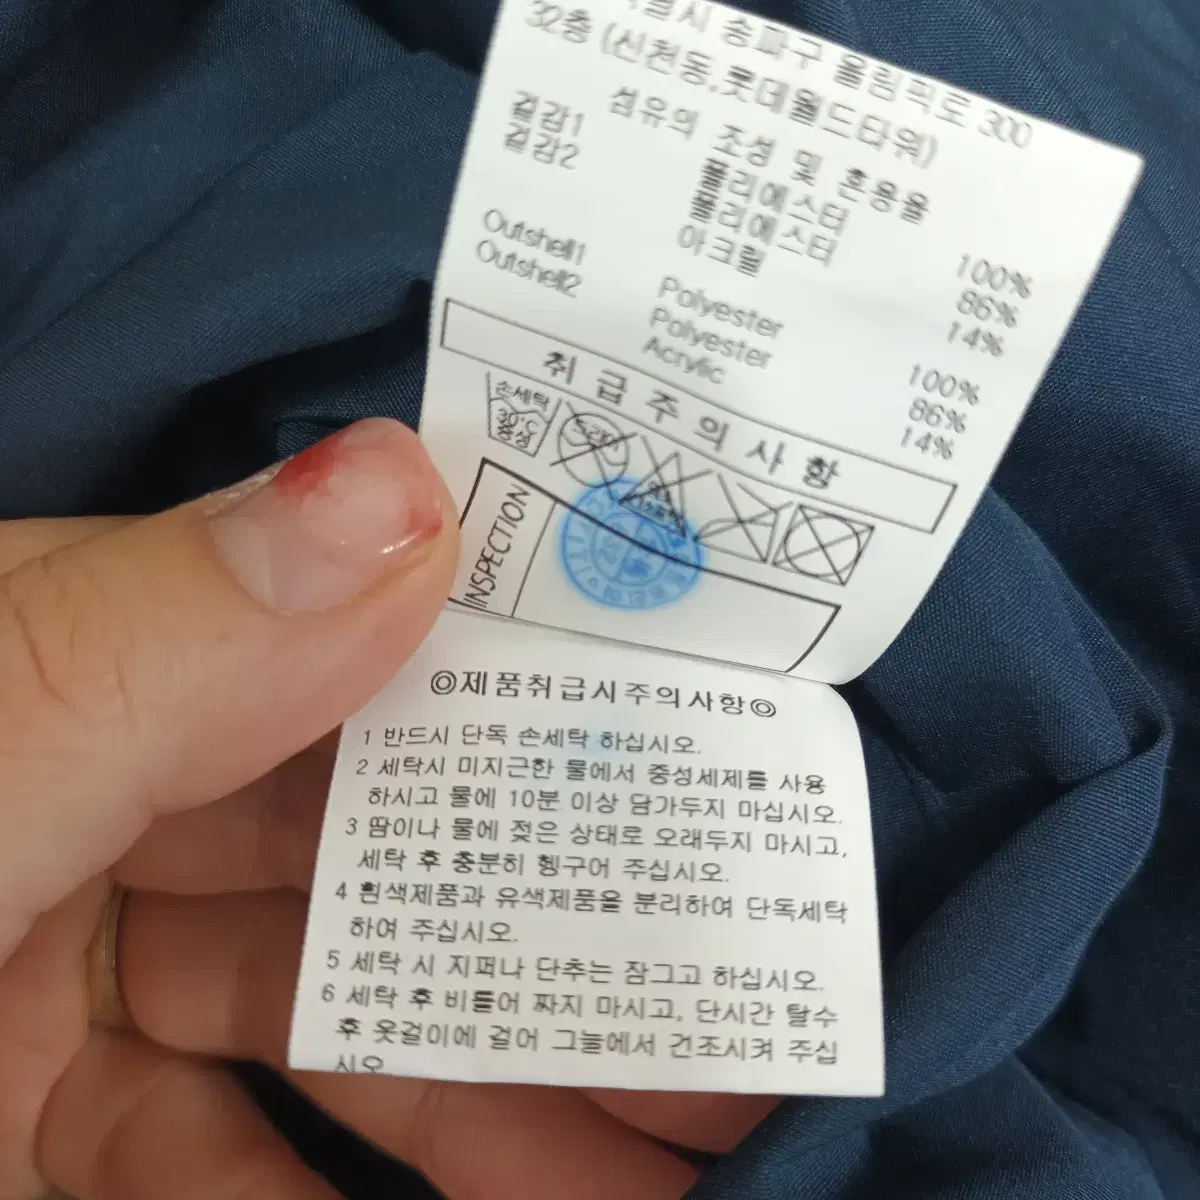 송파구 올림픽로 300
32층 (신천동,롯데월드타워)
섬유의 조성 및 혼용율
겉감1 폴리에스터 100%
겉감2 폴리에스터 86%
아크릴 14%
Outshell1 Polyester 100%
Outshell2 Polyester 86%
Acrylic 14%
취급주의사항
손세탁
30°C
중성
INSPECTION
◎제품취급시주의사항◎
1 반드시 단독 손세탁 하십시오.
2 세탁시 미지근한 물에서 중성세제를 사용
하시고 물에 10분 이상 담가두지 마십시오.
3 땀이나 물에 젖은 상태로 오래두지 마시고,
세탁 후 충분히 헹구어 주십시오.
4 흰색제품과 유색제품을 분리하여 단독세탁
하여 주십시오.
5 세탁 시 지퍼나 단추는 잠그고 하십시오.
6 세탁 후 비틀어 짜지 마시고, 단시간 탈수
후 옷걸이에 걸어 그늘에서 건조시켜 주십
시오